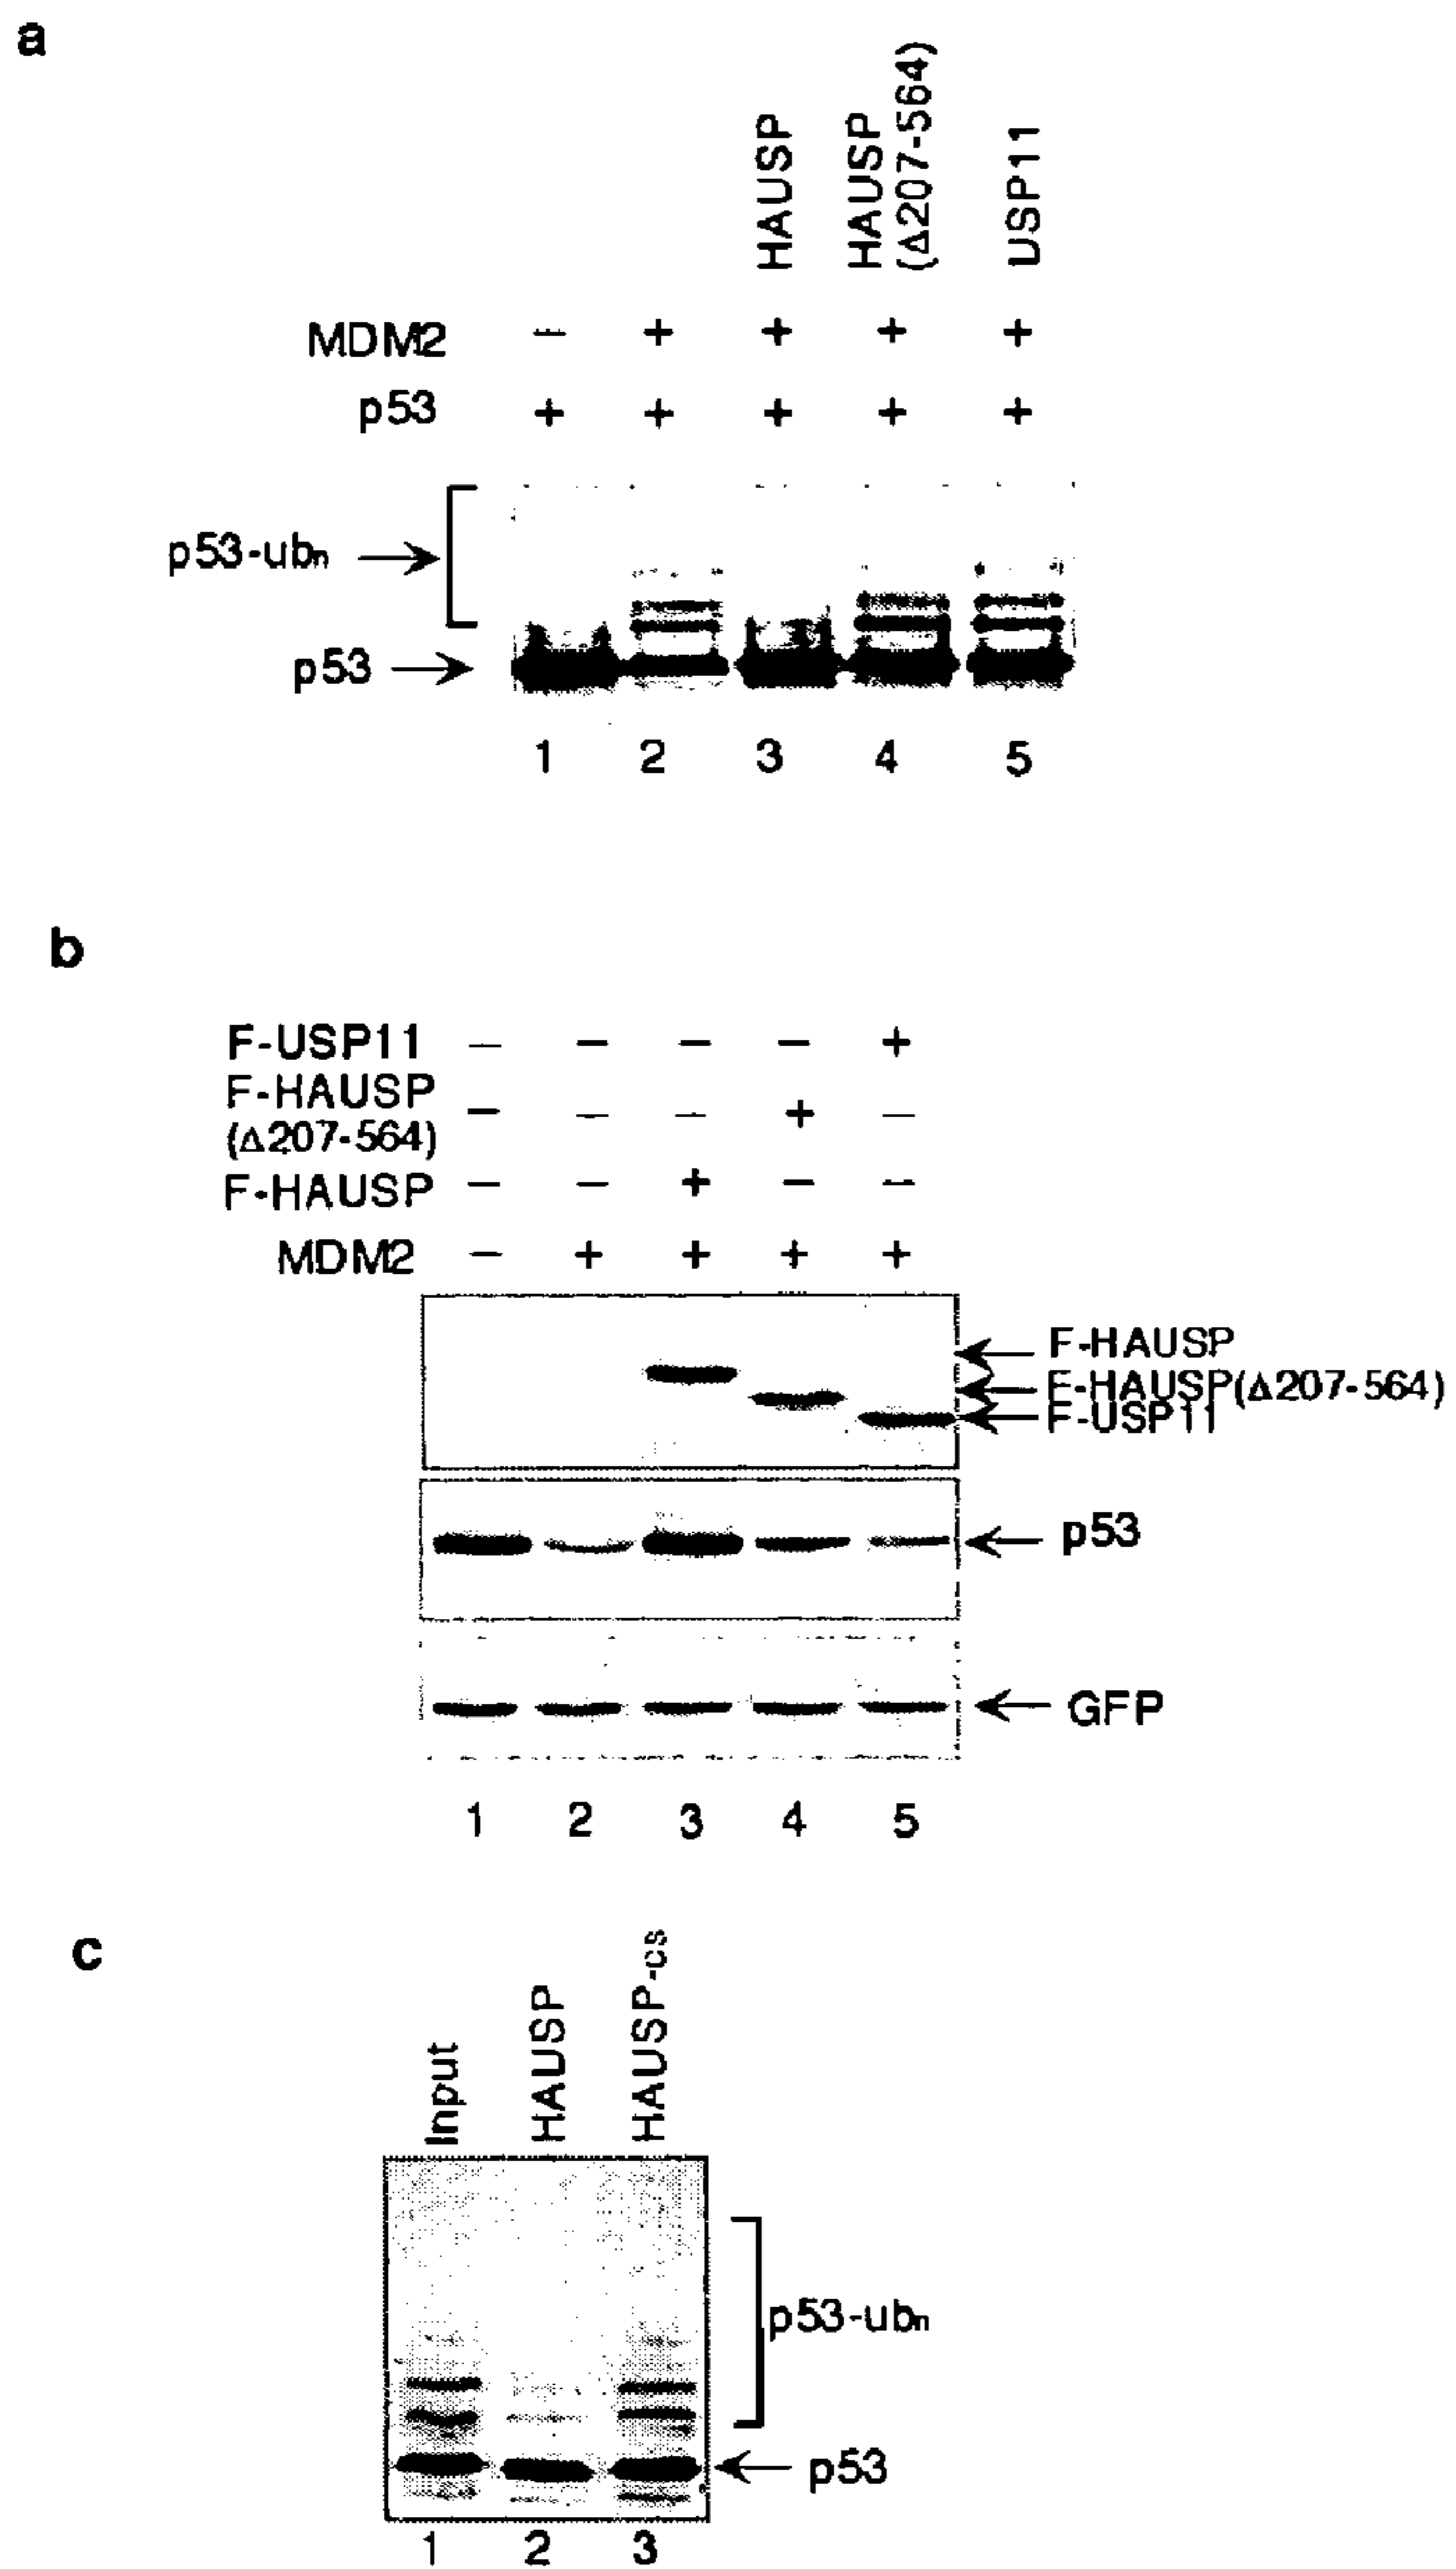 a
HAUSP
HAUSP
(Δ207-564)
USP11
MDM2 – + + + +
p53 + + + + +
p53-ubn
p53
1 2 3 4 5
b
F-USP11 – – – – +
F-HAUSP
(Δ207-564) – – – + –
F-HAUSP – – + – –
MDM2 – + + + +
F-HAUSP
F-HAUSP(Δ207-564)
F-USP11
p53
GFP
1 2 3 4 5
c
Input
HAUSP
HAUSP-cs
p53-ubn
p53
1 2 3